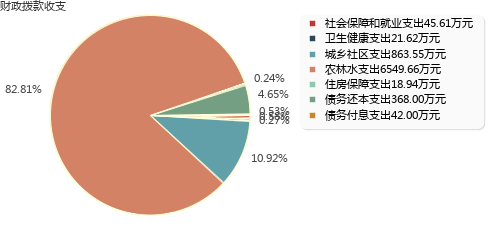 财政拨款收支
社会保障和就业支出45.61万元
卫生健康支出21.62万元
城乡社区支出863.55万元
农林水支出6549.66万元
住房保障支出18.94万元
债务还本支出368.00万元
债务付息支出42.00万元
0.24%
82.81%
4.65%
0.53%
0.27%
10.92%